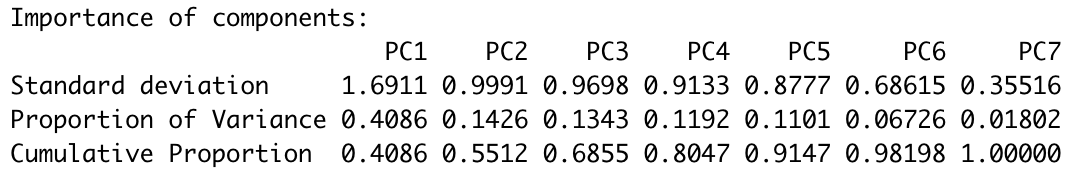 Importance of components:
PC1 PC2 PC3 PC4 PC5 PC6 PC7
Standard deviation 1.6911 0.9991 0.9698 0.9133 0.8777 0.68615 0.35516
Proportion of Variance 0.4086 0.1426 0.1343 0.1192 0.1101 0.06726 0.01802
Cumulative Proportion 0.4086 0.5512 0.6855 0.8047 0.9147 0.98198 1.00000